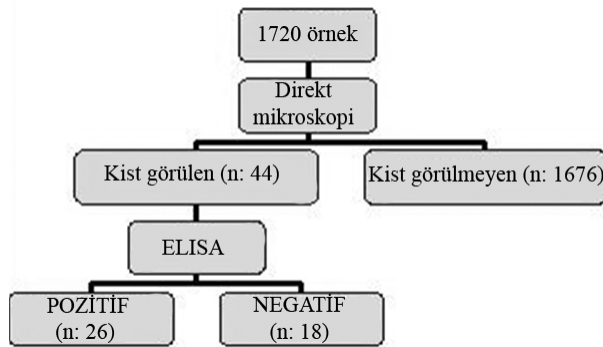 1720 örnek
Direkt
mikroskopi
Kist görülen (n: 44)
Kist görülmeyen (n: 1676)
ELISA
POZİTİF
(n: 26)
NEGATİF
(n: 18)